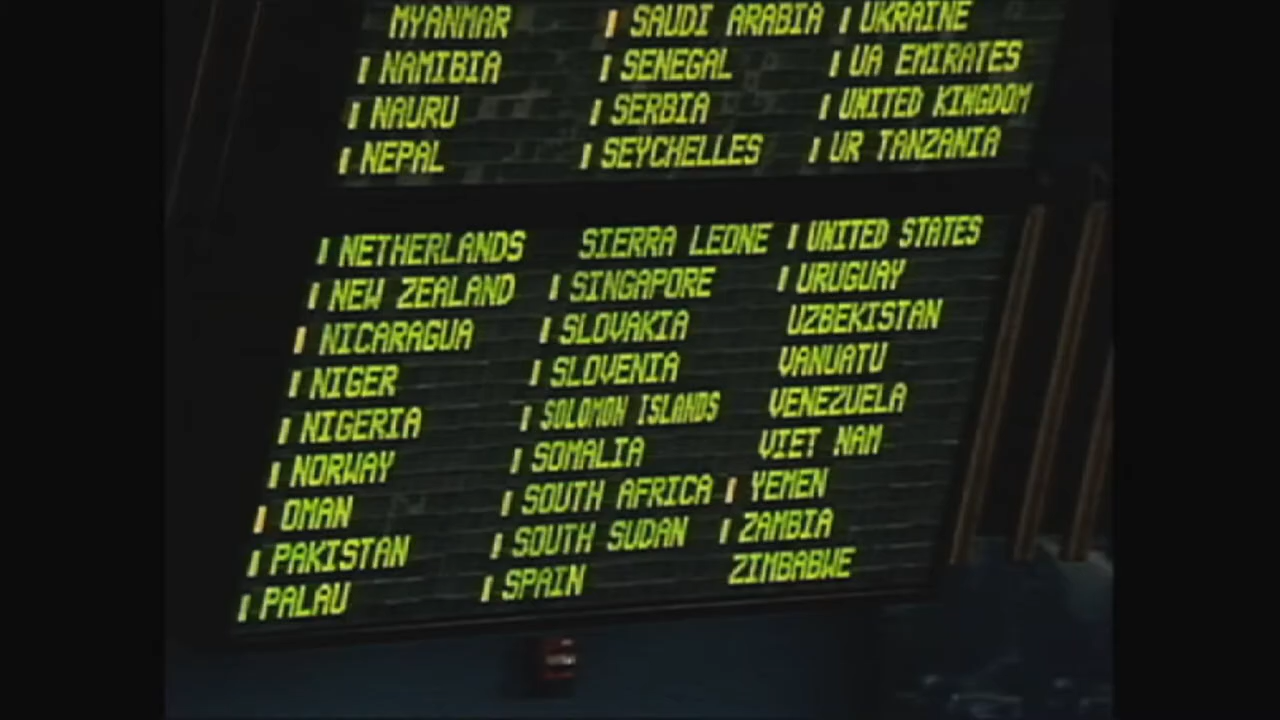 MYANMAR SAUDI ARABIA UKRAINE
NAMIBIA SENEGAL UA EMIRATES
NAURU SERBIA UNITED KINGDOM
NEPAL SEYCHELLES UR TANZANIA
NETHERLANDS SIERRA LEONE UNITED STATES
NEW ZEALAND SINGAPORE URUGUAY
NICARAGUA SLOVAKIA UZBEKISTAN
NIGER SLOVENIA VANUATU
NIGERIA SOLOMON ISLANDS VENEZUELA
NORWAY SOMALIA VIET NAM
OMAN SOUTH AFRICA YEMEN
PAKISTAN SOUTH SUDAN ZAMBIA
PALAU SPAIN ZIMBABWE